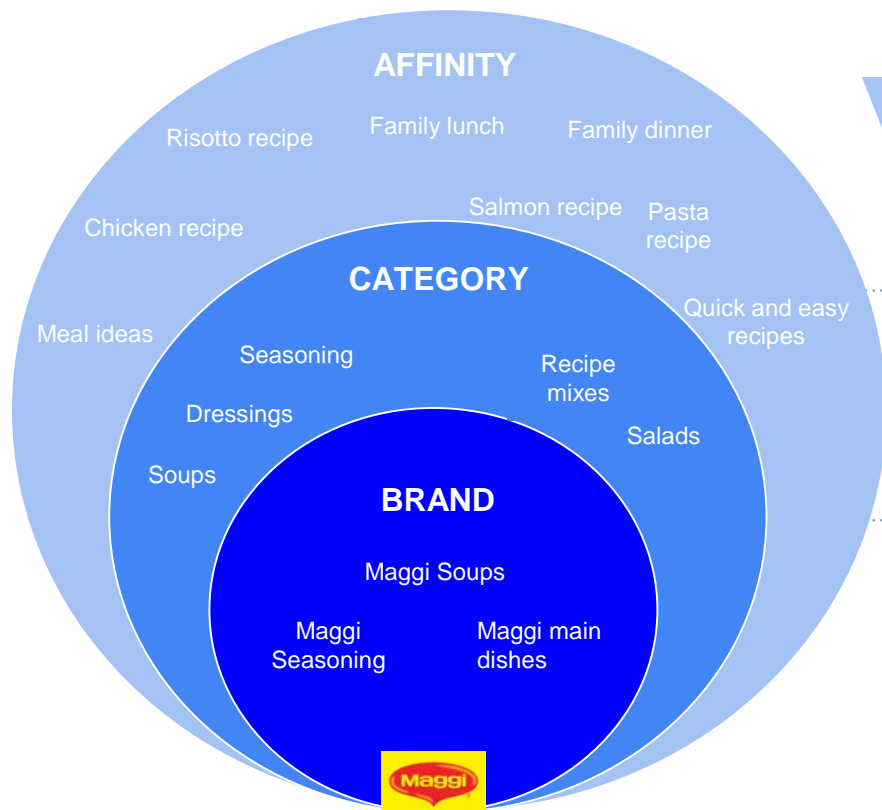 AFFINITY
Risotto recipe
Family lunch
Family dinner
Chicken recipe
Salmon recipe
Pasta
recipe
Meal ideas
Quick and easy
recipes
CATEGORY
Seasoning
Recipe
mixes
Dressings
Salads
Soups
BRAND
Maggi Soups
Maggi
Seasoning
Maggi main
dishes
Maggi